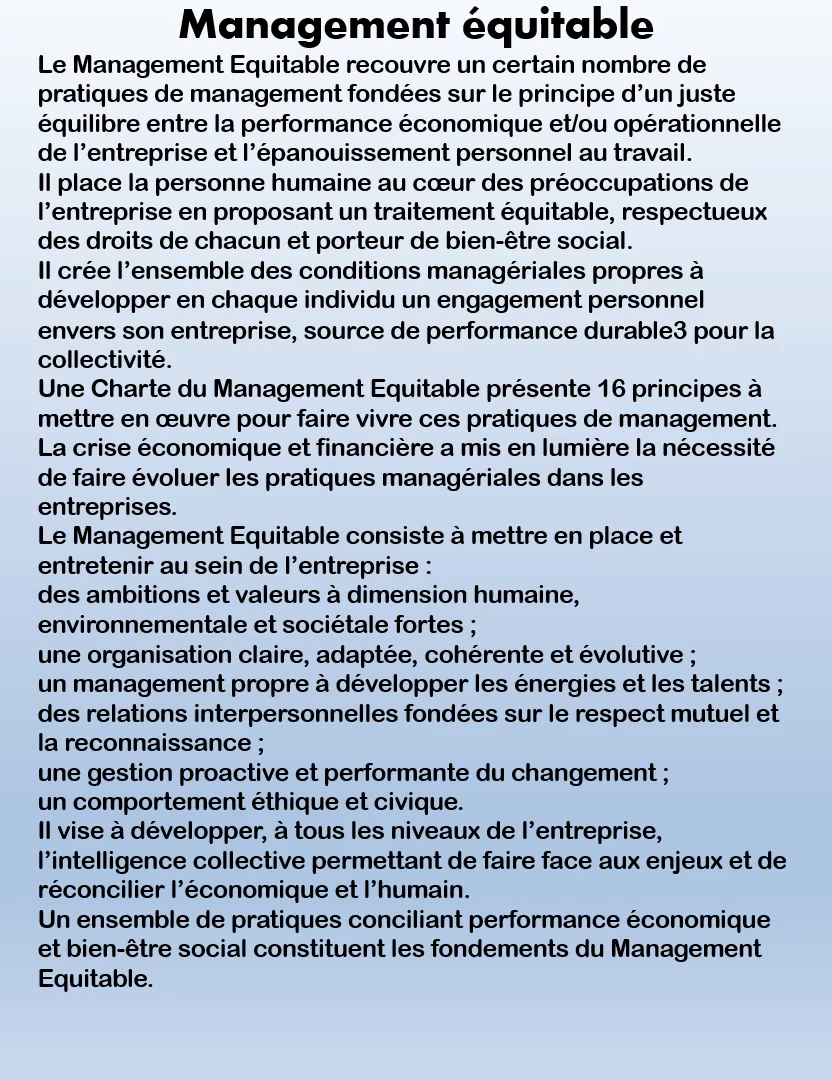 Management équitable
Le Management Equitable recouvre un certain nombre de
pratiques de management fondées sur le principe d’un juste
équilibre entre la performance économique et/ou opérationnelle
de l’entreprise et l’épanouissement personnel au travail.
Il place la personne humaine au cœur des préoccupations de
l’entreprise en proposant un traitement équitable, respectueux
des droits de chacun et porteur de bien-être social.
Il crée l’ensemble des conditions managériales propres à
développer en chaque individu un engagement personnel
envers son entreprise, source de performance durable3 pour la
collectivité.
Une Charte du Management Equitable présente 16 principes à
mettre en œuvre pour faire vivre ces pratiques de management.
La crise économique et financière a mis en lumière la nécessité
de faire évoluer les pratiques managériales dans les
entreprises.
Le Management Equitable consiste à mettre en place et
entretenir au sein de l’entreprise :
des ambitions et valeurs à dimension humaine,
environnementale et sociétale fortes ;
une organisation claire, adaptée, cohérente et évolutive ;
un management propre à développer les énergies et les talents ;
des relations interpersonnelles fondées sur le respect mutuel et
la reconnaissance ;
une gestion proactive et performante du changement ;
un comportement éthique et civique.
Il vise à développer, à tous les niveaux de l’entreprise,
l’intelligence collective permettant de faire face aux enjeux et de
réconcilier l’économique et l’humain.
Un ensemble de pratiques conciliant performance économique
et bien-être social constituent les fondements du Management
Equitable.